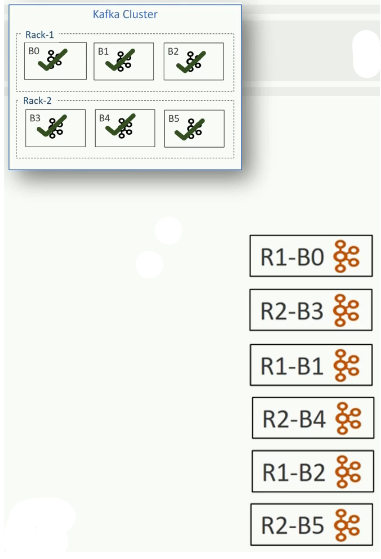 Kafka Cluster
Rack-1
B0 B1 B2
Rack-2
B3 B4 B5
R1-B0
R2-B3
R1-B1
R2-B4
R1-B2
R2-B5